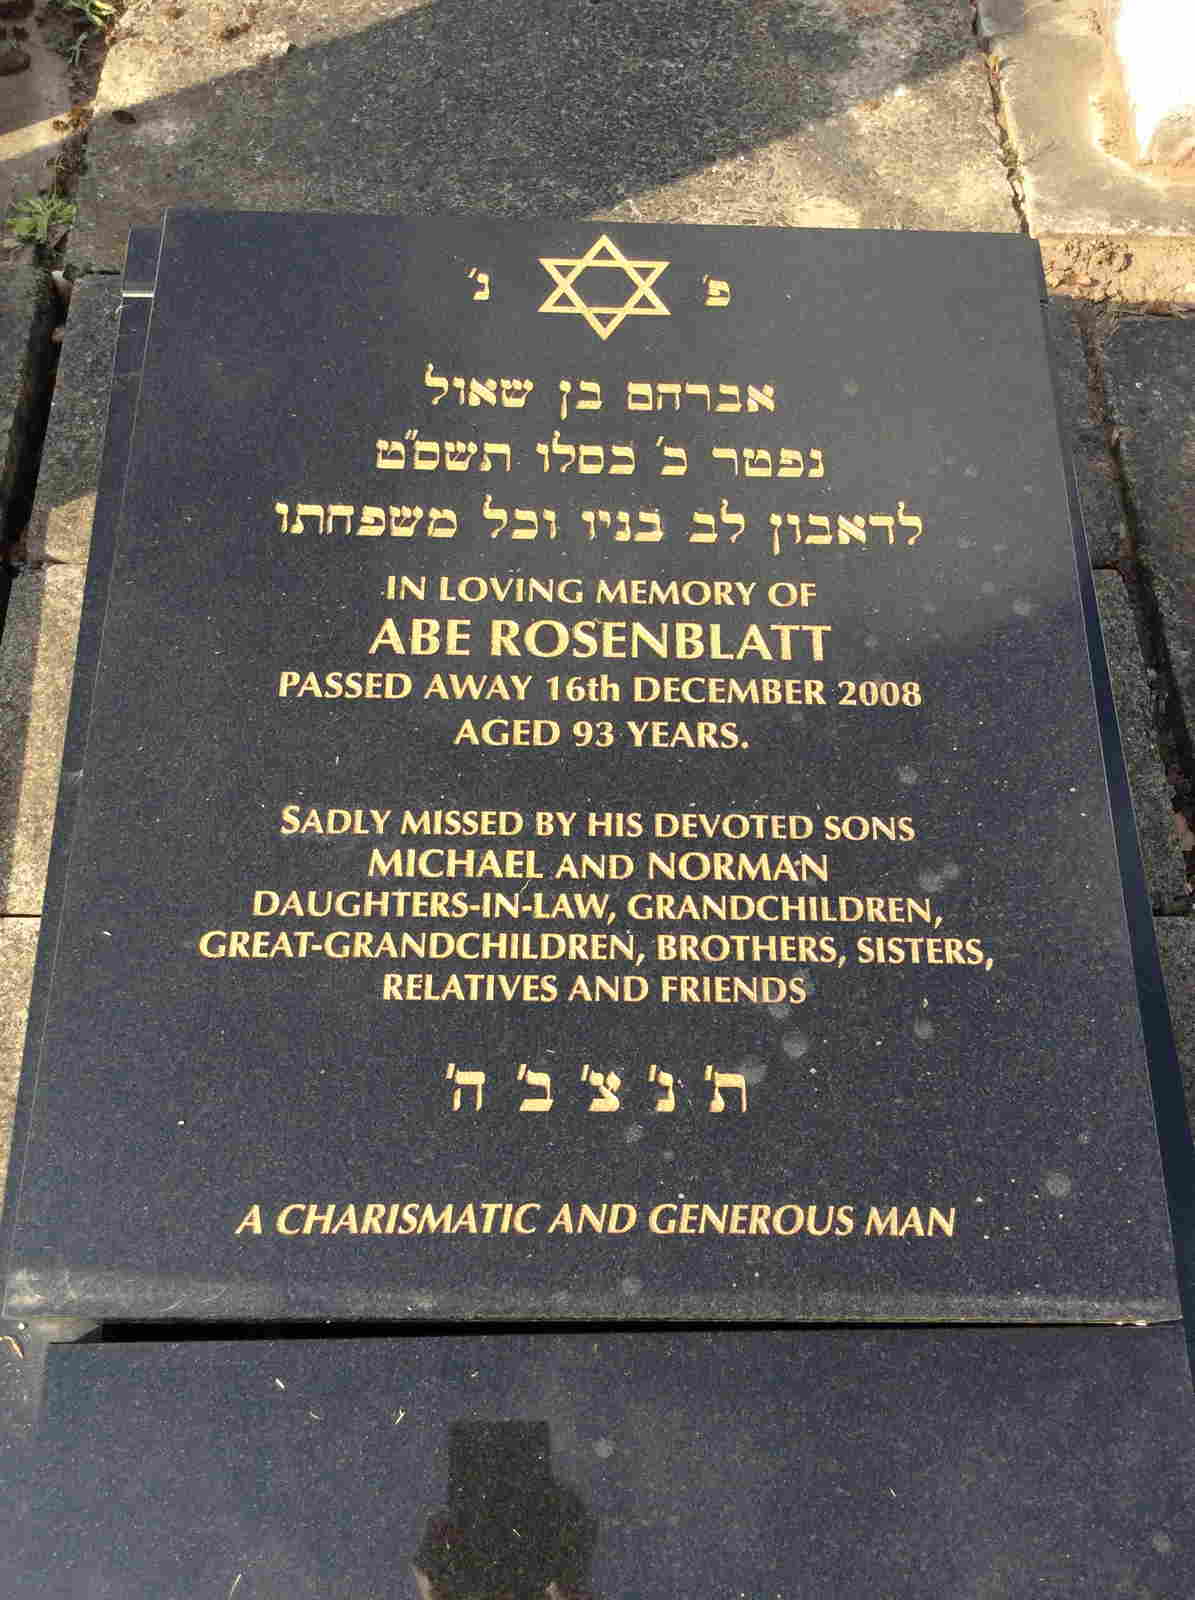 פ' נ'
אברהם בן שאול
נפטר כ' כסלו תשס"ט
לדאבון לב בניו וכל משפחתו
IN LOVING MEMORY OF
ABE ROSENBLATT
PASSED AWAY 16th DECEMBER 2008
AGED 93 YEARS.
SADLY MISSED BY HIS DEVOTED SONS
MICHAEL AND NORMAN
DAUGHTERS-IN-LAW, GRANDCHILDREN,
GREAT-GRANDCHILDREN, BROTHERS, SISTERS,
RELATIVES AND FRIENDS
ת' נ' צ' ב' ה'
A CHARISMATIC AND GENEROUS MAN